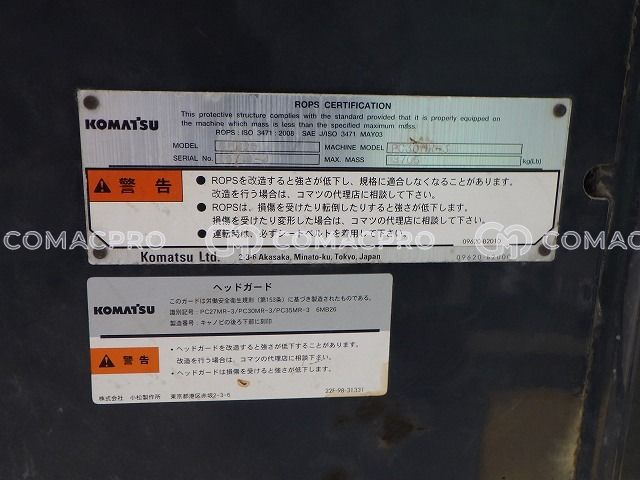 KOMATSU
ROPS CERTIFICATION
This protective structure complies with the standard provided that it is properly equipped on
the machine which mass is less than the specified maximum mass.
ROPS : ISO 3471 : 2008 SAE J/ISO 3471 MAY03
MODEL MACHINE MODEL PC30MR-3
SERIAL No. MAX. MASS kg(Lb)
警告
● ROPSを改造すると強さが低下し、規格に適合しなくなることがあります。
改造を行う場合は、コマツの代理店に相談して下さい。
● ROPSは、損傷を受けたり転倒したりすると強さが低下します。
損傷を受けたり変形した場合は、コマツの代理店に相談して下さい。
● 運転時は、必ずシートベルトを着用して下さい。
09620-B2010
COMACPRO COMACPRO COMACPRO
Komatsu Ltd. 2-3-6 Akasaka, Minato-ku, Tokyo, Japan 09620-B2000
ヘッドガード
KOMATSU
このガードは労働安全衛生規則（第153条）に基づき製造されたものである。
識別記号：PC27MR-3/PC30MR-3/PC35MR-3 6MB26
製造番号：キャノピの後ろ下部に刻印
警告
● ヘッドガードを改造すると強さが低下することがあります。
改造を行う場合は、コマツの代理店に相談して下さい。
● ヘッドガードは損傷を受けると強さが低下します。
株式会社 小松製作所 東京都港区赤坂2-3-6 22F-98-31331